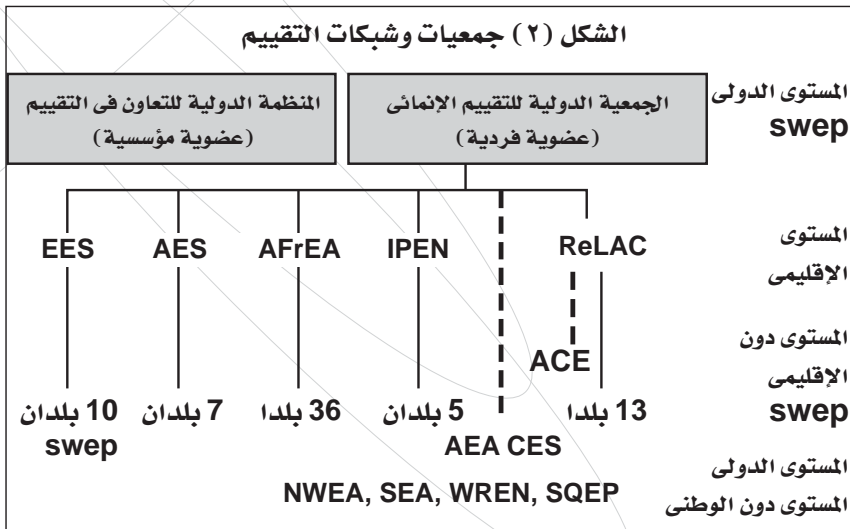 الشكل (٢) جمعيات وشبكات التقييم
المستوى الدولى
swep
الجمعية الدولية للتقييم الإنمائى
(عضوية فردية)
المنظمة الدولية للتعاون فى التقييم
(عضوية مؤسسية)
المستوى
الإقليمى
ReLAC
IPEN
AFrEA
AES
EES
ACE
المستوى دون
الإقليمى
swep
13 بلدا
5 بلدان
36 بلدا
7 بلدان
10 بلدان
swep
AEA CES
المستوى الدولى
المستوى دون الوطنى
NWEA, SEA, WREN, SQEP